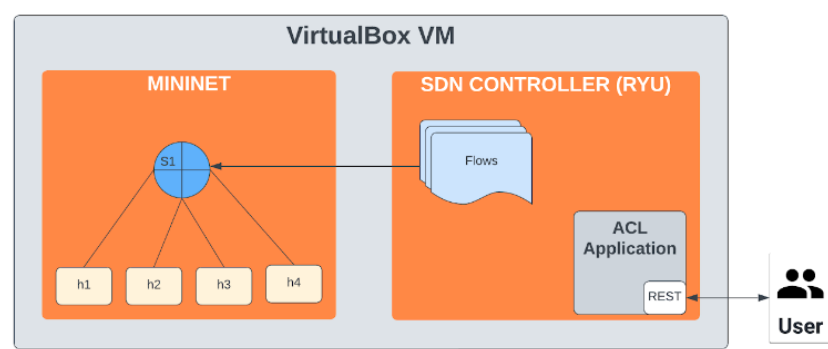 VirtualBox VM
MININET
SDN CONTROLLER (RYU)
S1
Flows
h1
h2
h3
h4
ACL
Application
REST
User